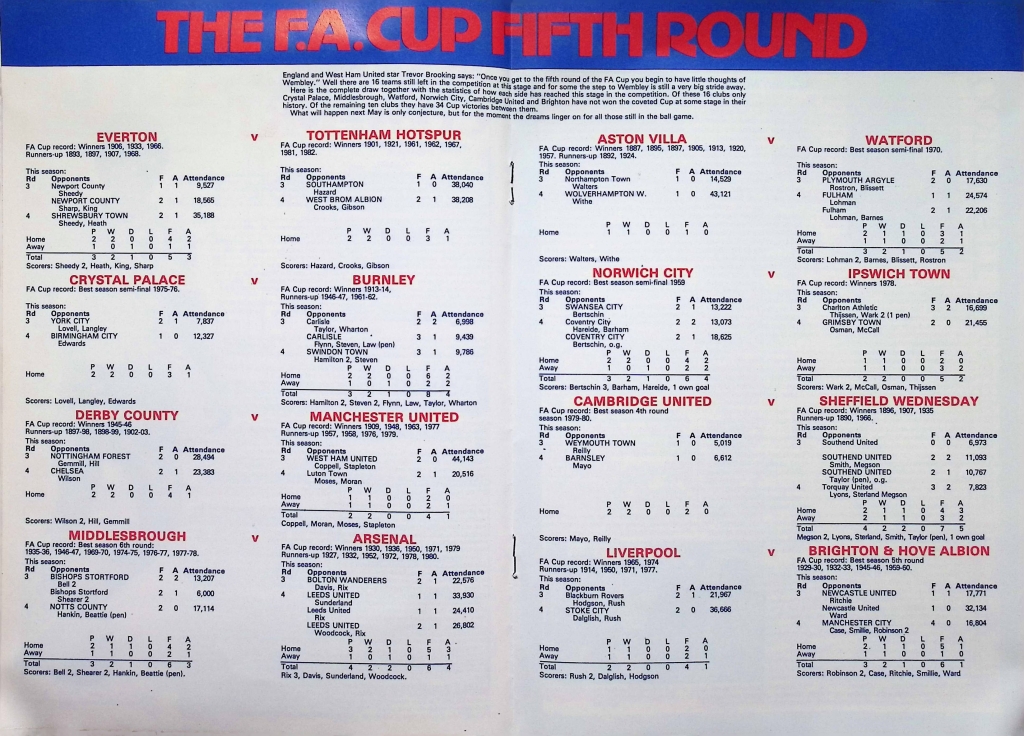 THE F.A. CUP FIFTH ROUND
England and West Ham United star Trevor Brooking says: "Once you get to the fifth round of the FA Cup you begin to have little thoughts of
Wembley." Well there are 16 teams still left in the competition at this stage and for some the step to Wembley is still a very big stride away.
Here is the complete draw together with the statistics of how each side has reached this stage in the competition. Of these 16 clubs only
Crystal Palace, Middlesbrough, Watford, Norwich City, Cambridge United and Brighton have not won the coveted Cup at some stage in their
history. Of the remaining ten clubs they have 34 Cup victories between them.
What will happen next May is only conjecture, but for the moment the dreams linger on for all those still in the ball game.
EVERTON
FA Cup record: Winners 1906, 1933, 1966.
Runners-up 1893, 1897, 1907, 1968.
This season:
Rd Opponents F A Attendance
3 Newport County 1 1 9,527
Sheedy
NEWPORT COUNTY 2 1 18,565
Sharp, King
4 SHREWSBURY TOWN 2 1 35,188
Sheedy, Heath
P W D L F A
Home 2 2 0 0 4 2
Away 1 0 1 0 1 1
Total 3 2 1 0 5 3
Scorers: Sheedy 2, Heath, King, Sharp
v
TOTTENHAM HOTSPUR
FA Cup record: Winners 1901, 1921, 1961, 1962, 1967,
1981, 1982.
This season:
Rd Opponents F A Attendance
3 SOUTHAMPTON 1 0 38,040
Hazard
4 WEST BROM ALBION 2 1 38,208
Crooks, Gibson
P W D L F A
Home 2 2 0 0 3 1
Scorers: Hazard, Crooks, Gibson
CRYSTAL PALACE
FA Cup record: Best season semi-final 1975-76.
This season:
Rd Opponents F A Attendance
3 YORK CITY 2 1 7,837
Lovell, Langley
4 BIRMINGHAM CITY 1 0 12,327
Edwards
P W D L F A
Home 2 2 0 0 3 1
Scorers: Lovell, Langley, Edwards
v
BURNLEY
FA Cup record: Winners 1913-14,
Runners-up 1946-47, 1961-62.
This season:
Rd Opponents F A Attendance
3 Carlisle 2 2 6,998
Taylor, Wharton
CARLISLE 3 1 9,439
Flynn, Steven, Law (pen)
4 SWINDON TOWN 3 1 9,786
Hamilton 2, Steven
P W D L F A
Home 2 2 0 0 6 2
Away 1 0 1 0 2 2
Total 3 2 1 0 8 4
Scorers: Hamilton 2, Steven 2, Flynn, Law, Taylor, Wharton
DERBY COUNTY
FA Cup record: Winners 1945-46
Runners-up 1897-98, 1898-99, 1902-03.
This season:
Rd Opponents F A Attendance
3 NOTTINGHAM FOREST 2 0 28,494
Gemmill, Hill
4 CHELSEA 2 1 23,383
Wilson
P W D L F A
Home 2 2 0 0 4 1
Scorers: Wilson 2, Hill, Gemmill
v
MANCHESTER UNITED
FA Cup record: Winners 1909, 1948, 1963, 1977
Runners-up 1957, 1958, 1976, 1979.
This season:
Rd Opponents F A Attendance
3 WEST HAM UNITED 2 0 44,143
Coppell, Stapleton
4 Luton Town 2 1 20,516
Moses, Moran
P W D L F A
Home 1 1 0 0 2 0
Away 1 1 0 0 2 1
Total 2 2 0 0 4 1
Coppell, Moran, Moses, Stapleton
MIDDLESBROUGH
FA Cup record: Best season 6th round:
1935-36, 1946-47, 1969-70, 1974-75, 1976-77, 1977-78.
This season:
Rd Opponents F A Attendance
3 BISHOPS STORTFORD 2 2 13,207
Bell 2
Bishops Stortford 2 1 6,000
Shearer 2
4 NOTTS COUNTY 2 0 17,114
Hankin, Beattie (pen)
P W D L F A
Home 2 1 1 0 4 2
Away 1 1 0 0 2 1
Total 3 2 1 0 6 3
Scorers: Bell 2, Shearer 2, Hankin, Beattie (pen).
v
ARSENAL
FA Cup record: Winners 1930, 1936, 1950, 1971, 1979
Runners-up 1927, 1932, 1952, 1972, 1978, 1980.
This season:
Rd Opponents F A Attendance
3 BOLTON WANDERERS 2 1 22,576
Davis, Rix
4 LEEDS UNITED 1 1 33,930
Sunderland
Leeds United 1 1 24,410
Rix
LEEDS UNITED 2 1 26,802
Woodcock, Rix
P W D L F A
Home 3 2 1 0 5 3
Away 1 0 1 0 1 1
Total 4 2 2 0 6 4
Rix 3, Davis, Sunderland, Woodcock.
ASTON VILLA
FA Cup record: Winners 1887, 1895, 1897, 1905, 1913, 1920,
1957. Runners-up 1892, 1924.
This season:
Rd Opponents F A Attendance
3 Northampton Town 1 0 14,529
Walters
4 WOLVERHAMPTON W. 1 0 43,121
Withe
P W D L F A
Home 1 1 0 0 1 0
Scorers: Walters, Withe
v
WATFORD
FA Cup record: Best season semi-final 1970.
This season:
Rd Opponents F A Attendance
3 PLYMOUTH ARGYLE 2 0 17,630
Rostron, Blissett
4 FULHAM 1 1 24,574
Lohman
Fulham 2 1 22,206
Lohman, Barnes
P W D L F A
Home 2 1 1 0 3 1
Away 1 1 0 0 2 1
Total 3 2 1 0 5 2
Scorers: Lohman 2, Barnes, Blissett, Rostron
NORWICH CITY
FA Cup record: Best season semi-final 1959
This season:
Rd Opponents F A Attendance
3 SWANSEA CITY 2 1 13,222
Bertschin
4 Coventry City 2 2 13,073
Hareide, Barham
COVENTRY CITY 2 1 18,625
Bertschin, o.g.
P W D L F A
Home 2 2 0 0 4 2
Away 1 0 1 0 2 2
Total 3 2 1 0 6 4
Scorers: Bertschin 3, Barham, Hareide, 1 own goal
v
IPSWICH TOWN
FA Cup record: Winners 1978.
This season:
Rd Opponents F A Attendance
3 Charlton Athletic 3 2 16,699
Thijssen, Wark 2 (1 pen)
4 GRIMSBY TOWN 2 0 21,455
Osman, McCall
P W D L F A
Home 1 1 0 0 2 0
Away 1 1 0 0 3 2
Total 2 2 0 0 5 2
Scorers: Wark 2, McCall, Osman, Thijssen
CAMBRIDGE UNITED
FA Cup record: Best season 4th round
season 1979-80.
This season:
Rd Opponents F A Attendance
3 WEYMOUTH TOWN 1 0 5,019
Reilly
4 BARNSLEY 1 0 6,612
Mayo
P W D L F A
Home 2 2 0 0 2 0
Scorers: Mayo, Reilly
v
SHEFFIELD WEDNESDAY
FA Cup record: Winners 1896, 1907, 1935
Runners-up 1890, 1966.
This season:
Rd Opponents F A Attendance
3 Southend United 0 0 6,973
SOUTHEND UNITED 2 2 11,093
Smith, Megson
SOUTHEND UNITED 2 1 10,767
Taylor (pen), o.g.
4 Torquay United 3 2 7,823
Lyons, Sterland Megson
P W D L F A
Home 2 1 1 0 4 3
Away 2 1 1 0 3 2
Total 4 2 2 0 7 5
Megson 2, Lyons, Sterland, Smith, Taylor (pen), 1 own goal
LIVERPOOL
FA Cup record: Winners 1965, 1974
Runners-up 1914, 1950, 1971, 1977.
This season:
Rd Opponents F A Attendance
3 Blackburn Rovers 2 1 21,967
Hodgson, Rush
4 STOKE CITY 2 0 36,666
Dalglish, Rush
P W D L F A
Home 1 1 0 0 2 0
Away 1 1 0 0 2 1
Total 2 2 0 0 4 1
Scorers: Rush 2, Dalglish, Hodgson
v
BRIGHTON & HOVE ALBION
FA Cup record: Best season 5th round
1929-30, 1932-33, 1945-46, 1959-60.
This season:
Rd Opponents F A Attendance
3 NEWCASTLE UNITED 1 1 17,771
Ritchie
Newcastle United 1 0 32,134
Ward
4 MANCHESTER CITY 4 0 16,804
Case, Smillie, Robinson 2
P W D L F A
Home 2 1 1 0 5 1
Away 1 1 0 0 1 0
Total 3 2 1 0 6 1
Scorers: Robinson 2, Case, Ritchie, Smillie, Ward